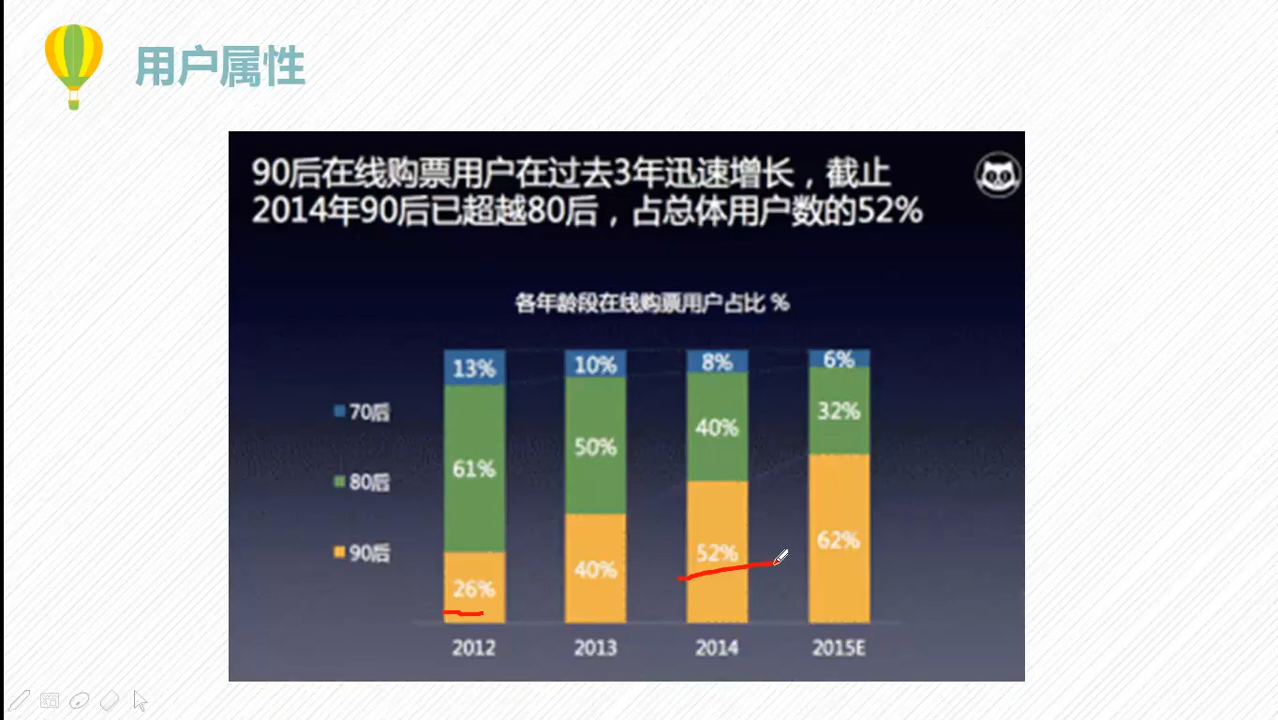 用户属性
90后在线购票用户在过去3年迅速增长，截止
2014年90后已超越80后，占总体用户数的52%
各年龄段在线购票用户占比 %
13% 10% 8% 6%
70后
61% 50% 40% 32%
80后
90后
26% 40% 52% 62%
2012 2013 2014 2015E